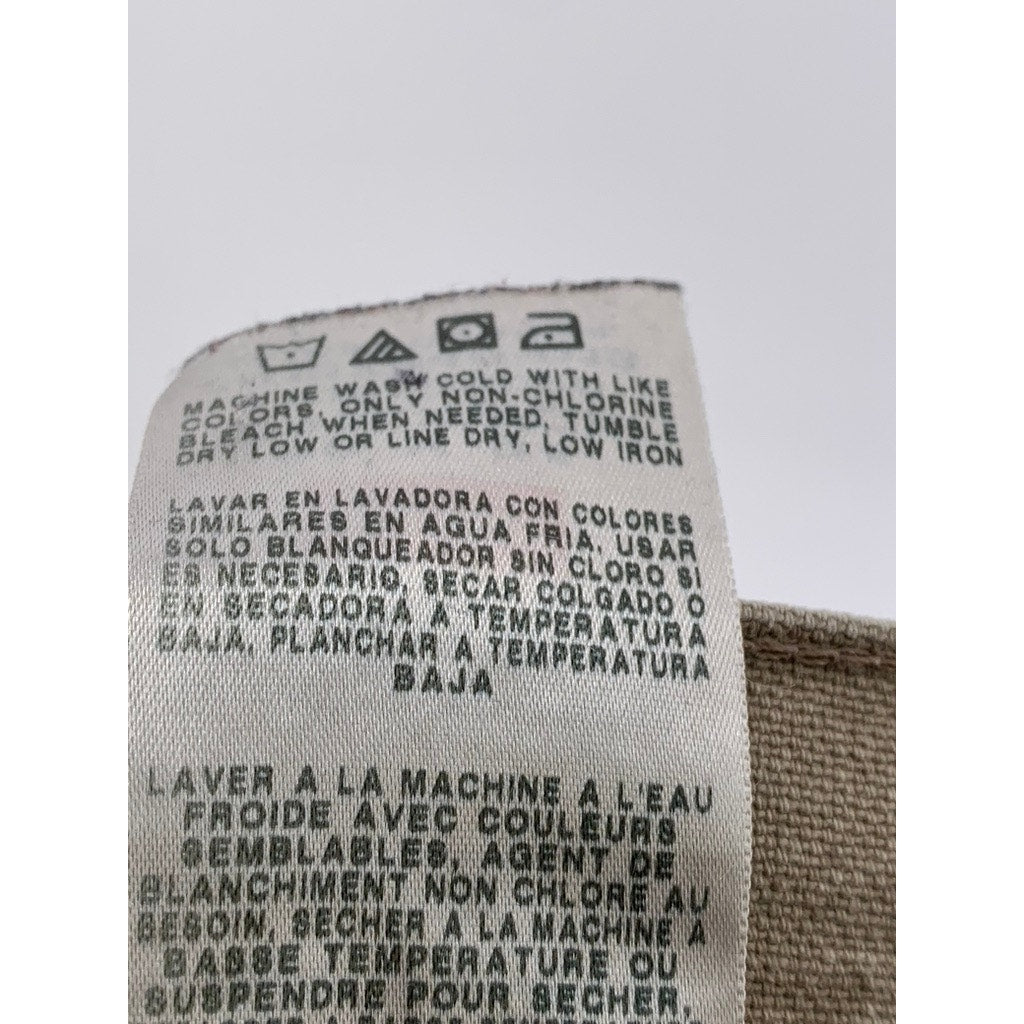 MACHINE WASH COLD WITH LIKE
COLORS, ONLY NON-CHLORINE
BLEACH WHEN NEEDED, TUMBLE
DRY LOW OR LINE DRY, LOW IRON
LAVAR EN LAVADORA CON COLORES
SIMILARES EN AGUA FRIA, USAR
SOLO BLANQUEADOR SIN CLORO SI
ES NECESARIO, SECAR COLGADO O
EN SECADORA A TEMPERATURA
BAJA, PLANCHAR A TEMPERATURA
BAJA
LAVER A LA MACHINE A L'EAU
FROIDE AVEC COULEURS
SEMBLABLES, AGENT DE
BLANCHIMENT NON CHLORE AU
BESOIN, SECHER A LA MACHINE A
BASSE TEMPERATURE OU
SUSPENDRE POUR SECHER,